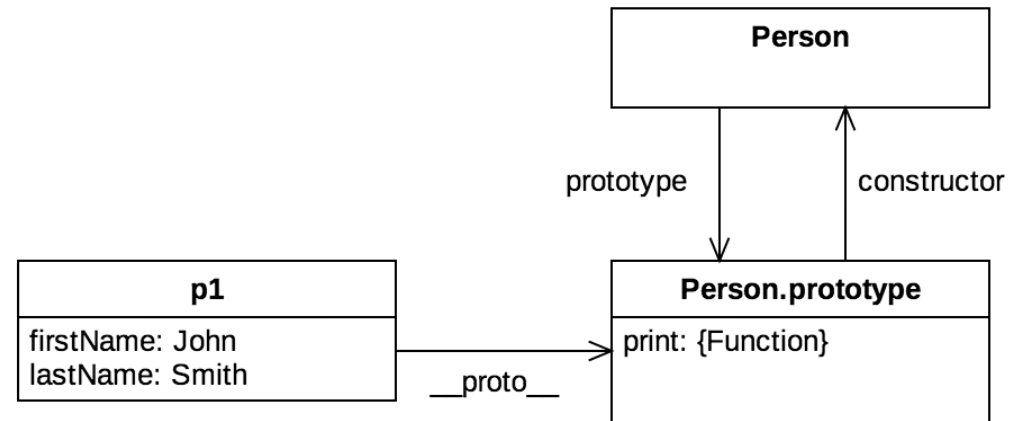 Person
prototype
constructor
p1
firstName: John
lastName: Smith
__proto__
Person.prototype
print: {Function}